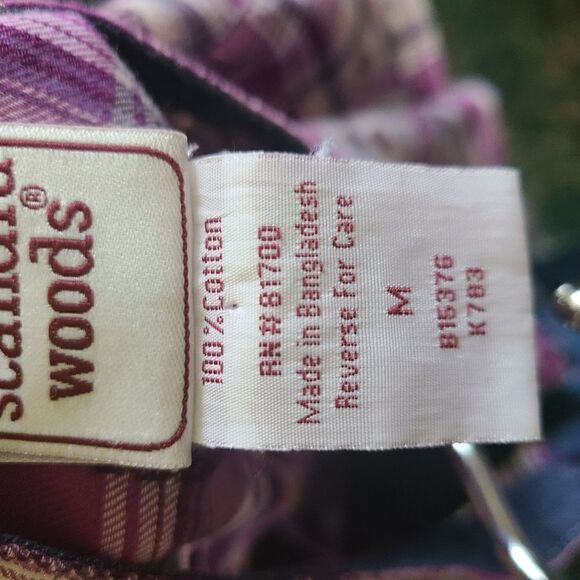 scandia
woods®
100% Cotton
RN# 81700
Made in Bangladesh
Reverse For Care
M
B15376
K783